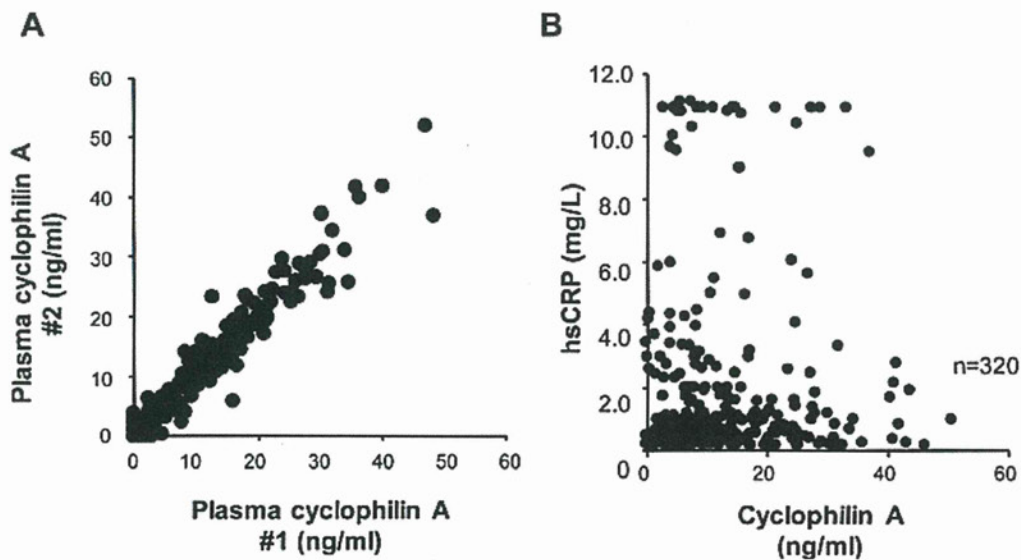 A
B
60
50
40
30
20
10
0
Plasma cyclophilin A
#2 (ng/ml)
0 10 20 30 40 50 60
Plasma cyclophilin A
#1 (ng/ml)
12.0
10.0
8.0
6.0
4.0
2.0
0
hsCRP (mg/L)
n=320
0 20 40 60
Cyclophilin A
(ng/ml)